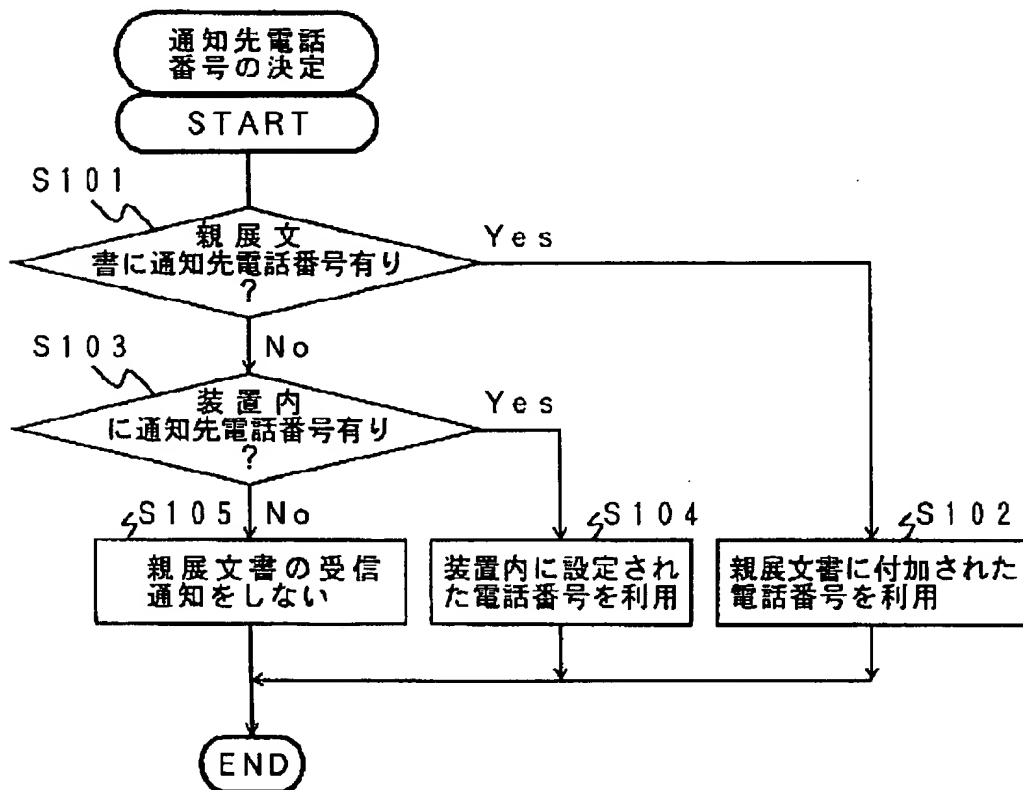 通知先電話
番号の決定
START
S101
親展文
書に通知先電話番号有り
?
Yes
No
S103
装置内
に通知先電話番号有り
?
Yes
No
S105
親展文書の受信
通知をしない
S104
装置内に設定され
た電話番号を利用
S102
親展文書に付加された
電話番号を利用
END